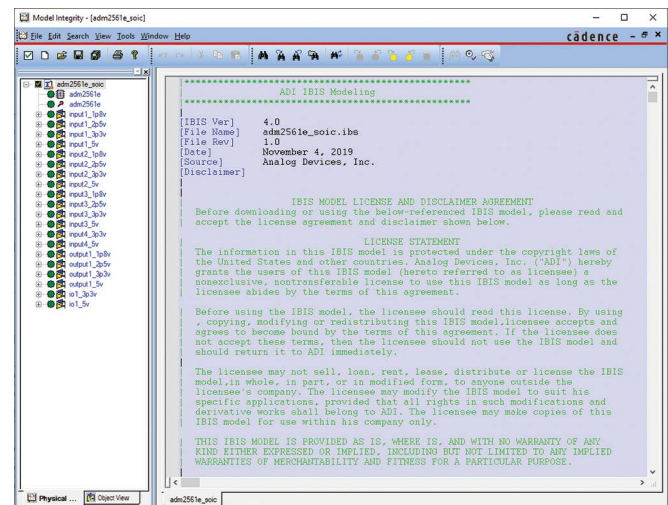 Model Integrity - [adm2561e_soic]
File Edit Search View Tools Window Help
cādence
adm2561e_soic
adm2561e
adm2561e
input1_1p8v
input1_2p5v
input1_3p3v
input1_5v
input2_1p8v
input2_2p5v
input2_3p3v
input2_5v
input3_1p8v
input3_2p5v
input3_3p3v
input3_5v
input4_3p3v
input4_5v
output1_1p8v
output1_2p5v
output1_3p3v
output1_5v
io1_3p3v
io1_5v
Physical ...
Object View
|************************************************
| ADI IBIS Modeling
|************************************************
|
[IBIS Ver] 4.0
[File Name] adm2561e_soic.ibs
[File Rev] 1.0
[Date] November 4, 2019
[Source] Analog Devices, Inc.
[Disclaimer]
|
|
| IBIS MODEL LICENSE AND DISCLAIMER AGREEMENT
| Before downloading or using the below-referenced IBIS model, please read and
| accept the license agreement and disclaimer shown below.
|
| LICENSE STATEMENT
| The information in this IBIS model is protected under the copyright laws of
| the United States and other countries. Analog Devices, Inc. ("ADI") hereby
| grants the users of this IBIS model (hereto referred to as licensee) a
| nonexclusive, nontransferable license to use this IBIS model as long as the
| licensee abides by the terms of this agreement.
|
| Before using the IBIS model, the licensee should read this license. By using
| , copying, modifying or redistributing this IBIS model,licensee accepts and
| agrees to become bound by the terms of this agreement. If the licensee does
| not accept these terms, then the licensee should not use the IBIS model and
| should return it to ADI immediately.
|
| The licensee may not sell, loan, rent, lease, distribute or license the IBIS
| model,in whole, in part, or in modified form, to anyone outside the
| licensee's company. The licensee may modify the IBIS model to suit his
| specific applications, provided that all rights in such modifications and
| derivative works shall belong to ADI. The licensee may make copies of this
| IBIS model for use within his company only.
|
| THIS IBIS MODEL IS PROVIDED AS IS, WHERE IS, AND WITH NO WARRANTY OF ANY
| KIND EITHER EXPRESSED OR IMPLIED, INCLUDING BUT NOT LIMITED TO ANY IMPLIED
| WARRANTIES OF MERCHANTABILITY AND FITNESS FOR A PARTICULAR PURPOSE.
|
adm2561e_soic